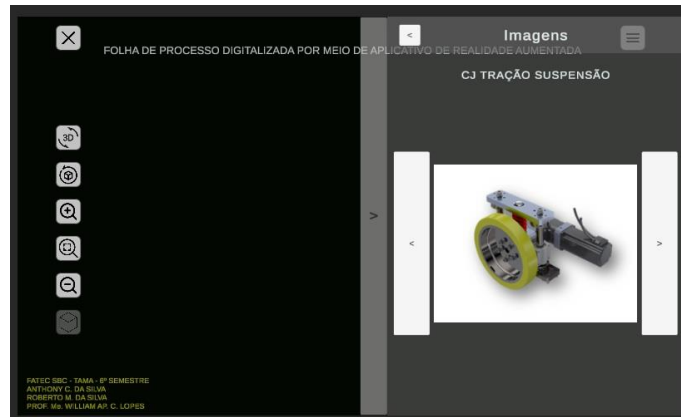 Imagens
FOLHA DE PROCESSO DIGITALIZADA POR MEIO DE APLICATIVO DE REALIDADE AUMENTADA
CJ TRAÇÃO SUSPENSÃO
3D
FATEC SBC - TAMA - 6º SEMESTRE
ANTHONY C. DA SILVA
ROBERTO M. DA SILVA
PROF. Ms. WILLIAM AP. C. LOPES